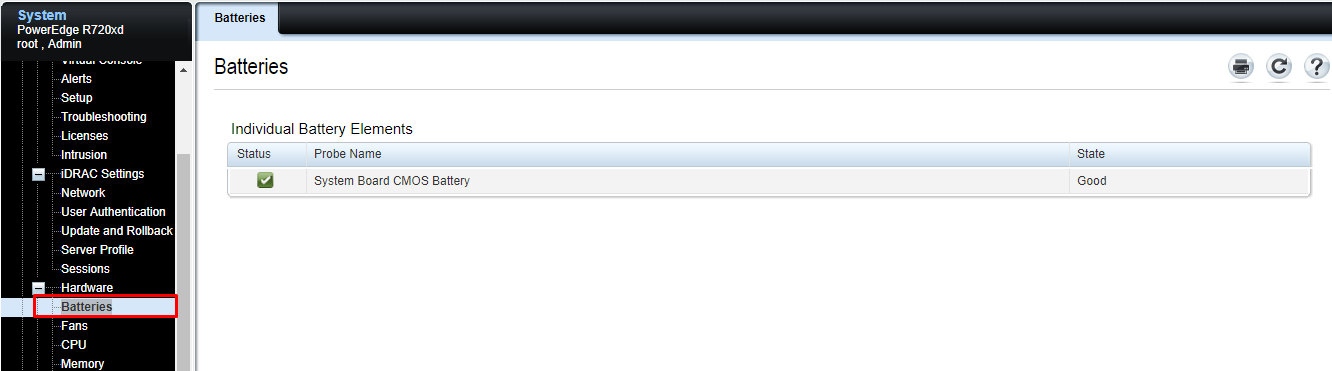 System
PowerEdge R720xd
root , Admin
Virtual Console
Alerts
Setup
Troubleshooting
Licenses
Intrusion
iDRAC Settings
Network
User Authentication
Update and Rollback
Server Profile
Sessions
Hardware
Batteries
Fans
CPU
Memory
Batteries
Batteries
Individual Battery Elements
Status Probe Name State
System Board CMOS Battery Good